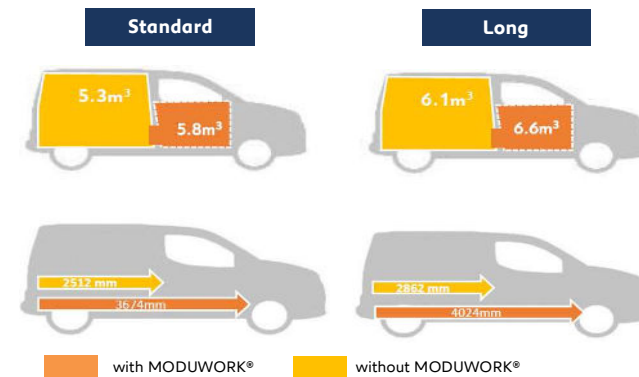 Standard
Long
5.3m³
5.8m³
6.1m³
6.6m³
2512 mm
3674mm
2862 mm
4024mm
with MODUWORK®
without MODUWORK®